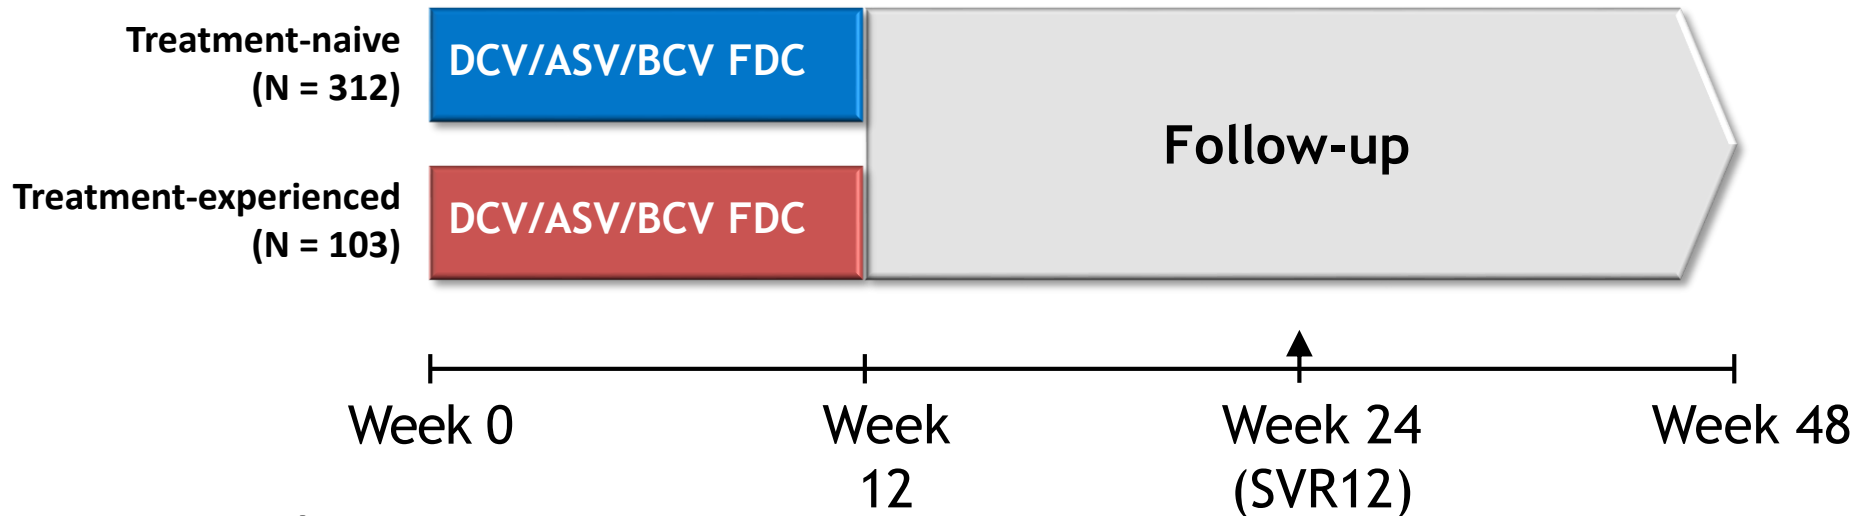 Treatment-naive
(N = 312)
DCV/ASV/BCV FDC
Treatment-experienced
(N = 103)
DCV/ASV/BCV FDC
Follow-up
Week 0
Week
12
Week 24
(SVR12)
Week 48